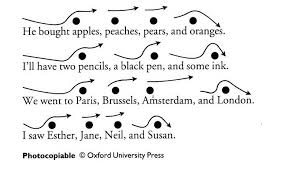 He bought apples, peaches, pears, and oranges.
I'll have two pencils, a black pen, and some ink.
We went to Paris, Brussels, Amsterdam, and London.
I saw Esther, Jane, Neil, and Susan.
Photocopiable © Oxford University Press